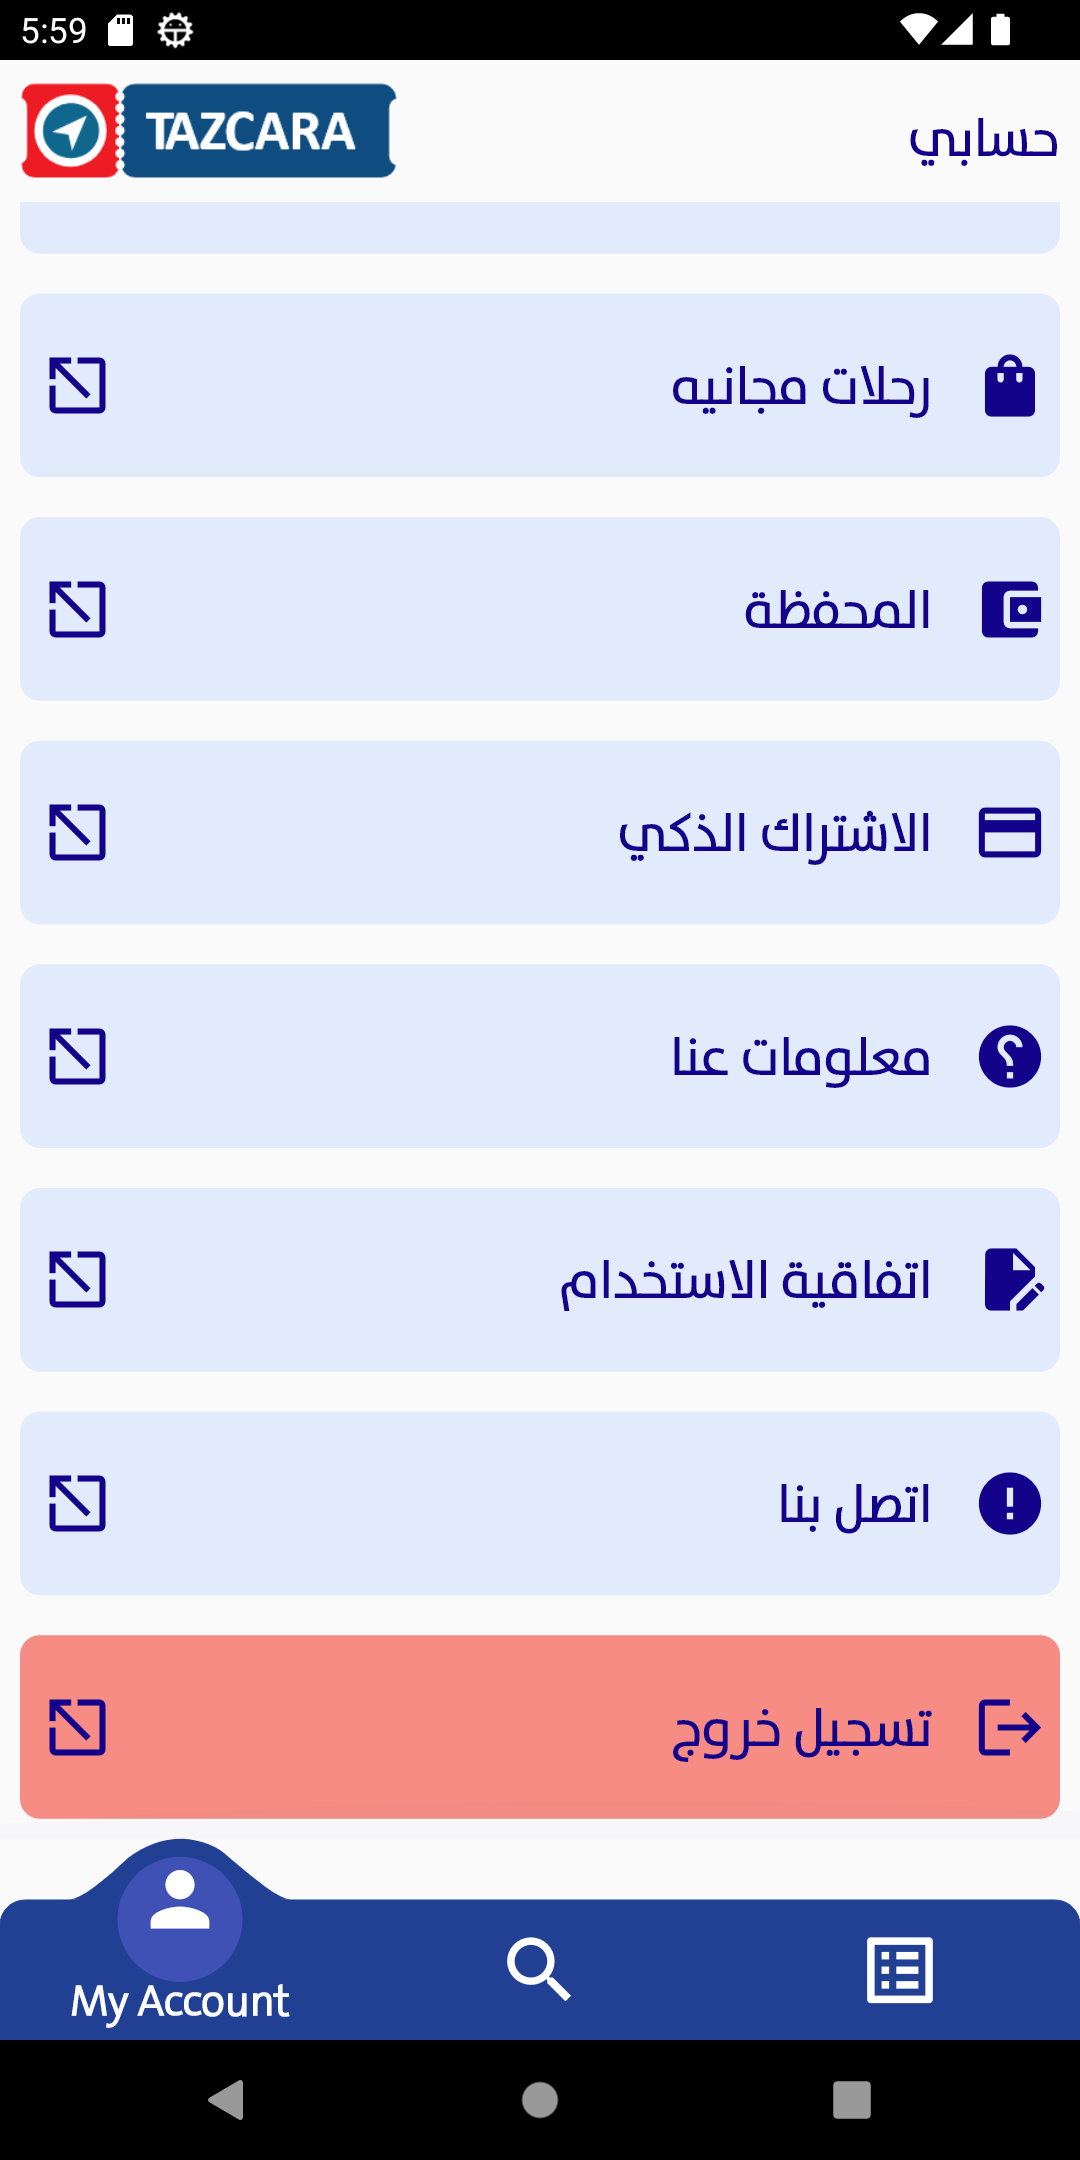 5:59
TAZCARA
حسابي
رحلات مجانيه
المحفظة
الاشتراك الذكي
معلومات عنا
اتفاقية الاستخدام
اتصل بنا
تسجيل خروج
My Account